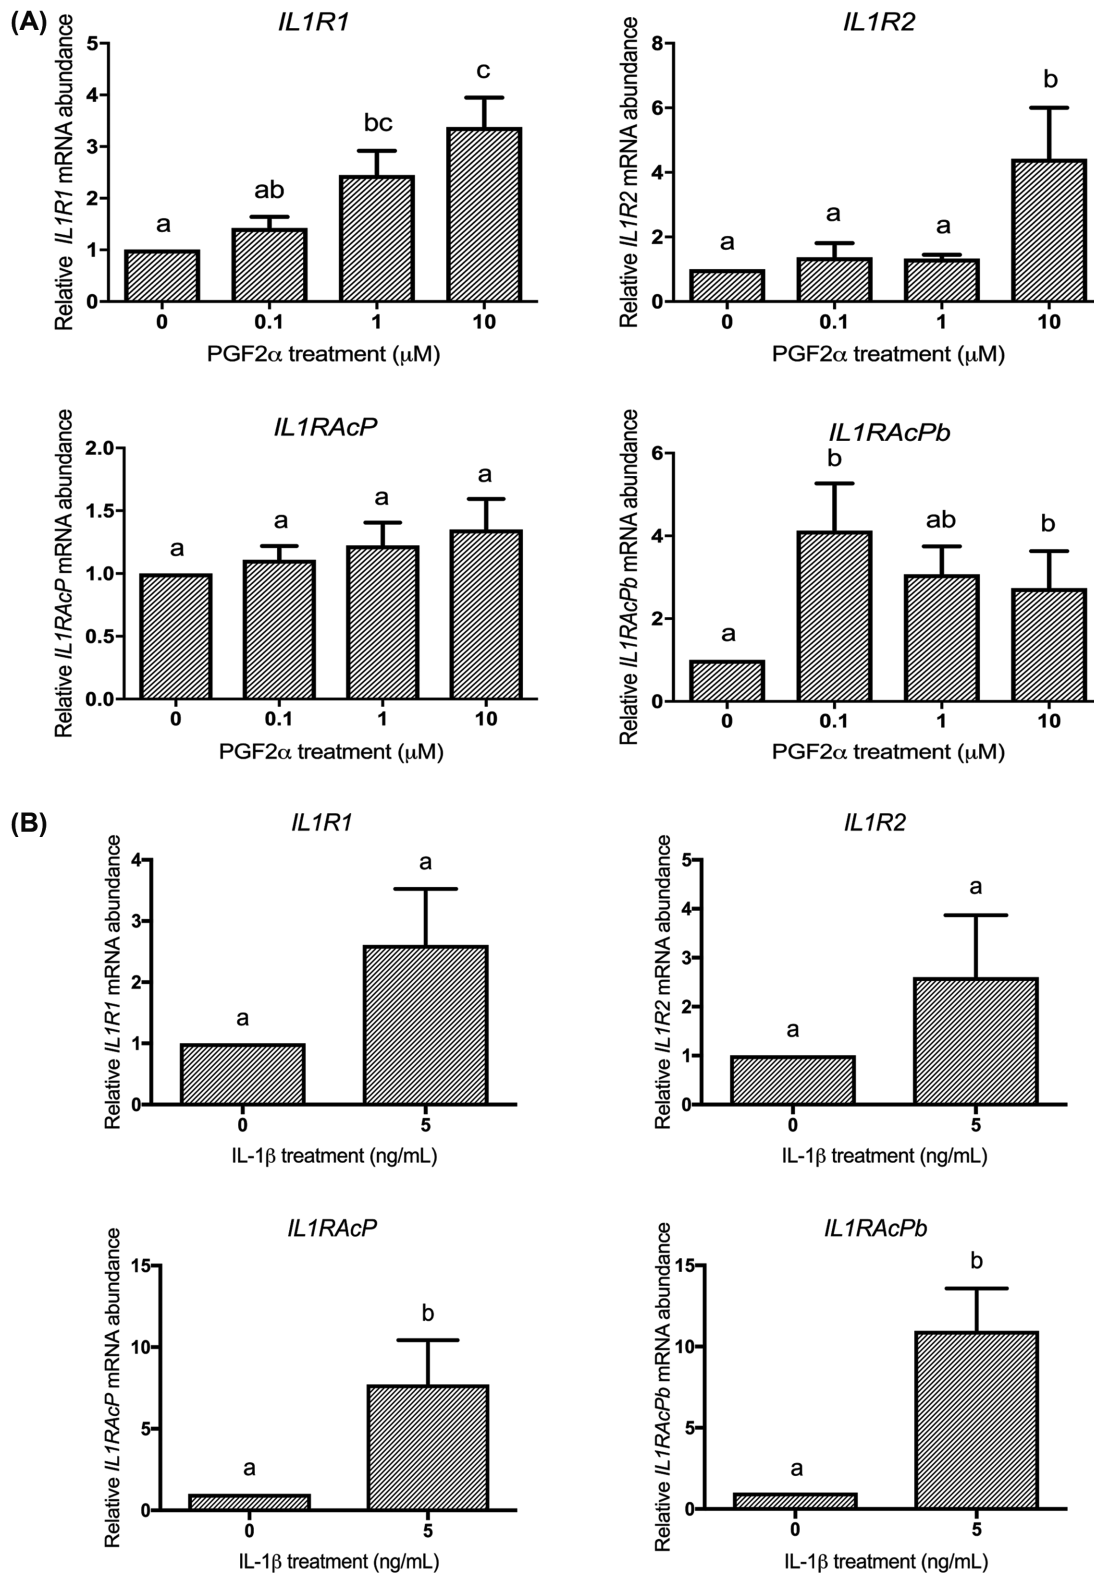 (A)
IL1R1
Relative IL1R1 mRNA abundance
5
4
3
2
1
0
a
ab
bc
c
0 0.1 1 10
PGF2α treatment (μM)
IL1R2
Relative IL1R2 mRNA abundance
8
6
4
2
0
a
a
a
b
0 0.1 1 10
PGF2α treatment (μM)
IL1RAcP
Relative IL1RAcP mRNA abundance
2.0
1.5
1.0
0.5
0.0
a
a
a
a
0 0.1 1 10
PGF2α treatment (μM)
IL1RAcPb
Relative IL1RAcPb mRNA abundance
6
4
2
0
a
b
ab
b
0 0.1 1 10
PGF2α treatment (μM)
(B)
IL1R1
Relative IL1R1 mRNA abundance
4
3
2
1
0
a
a
0 5
IL-1β treatment (ng/mL)
IL1R2
Relative IL1R2 mRNA abundance
5
4
3
2
1
0
a
a
0 5
IL-1β treatment (ng/mL)
IL1RAcP
Relative IL1RAcP mRNA abundance
15
10
5
0
a
b
0 5
IL-1β treatment (ng/mL)
IL1RAcPb
Relative IL1RAcPb mRNA abundance
15
10
5
0
a
b
0 5
IL-1β treatment (ng/mL)